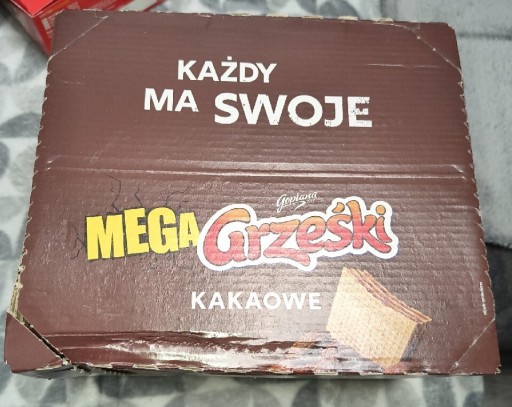 KAŻDY
MA SWOJE
Goplana
MEGA Grześki
KAKAOWE